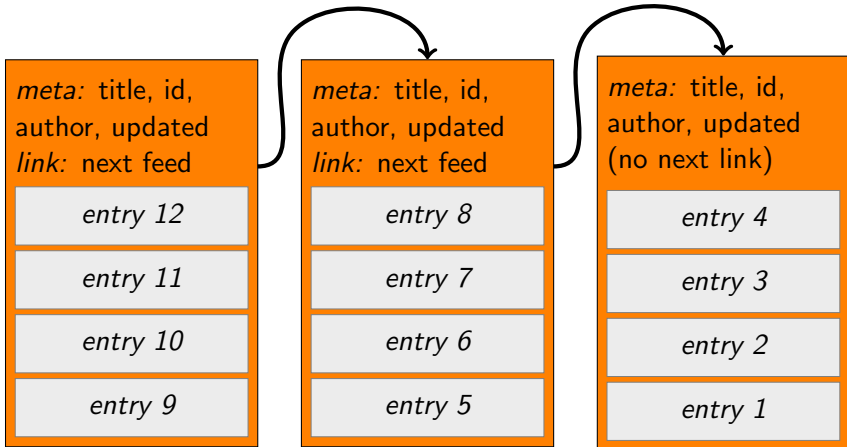 meta: title, id,
author, updated
link: next feed
entry 12
entry 11
entry 10
entry 9
meta: title, id,
author, updated
link: next feed
entry 8
entry 7
entry 6
entry 5
meta: title, id,
author, updated
(no next link)
entry 4
entry 3
entry 2
entry 1